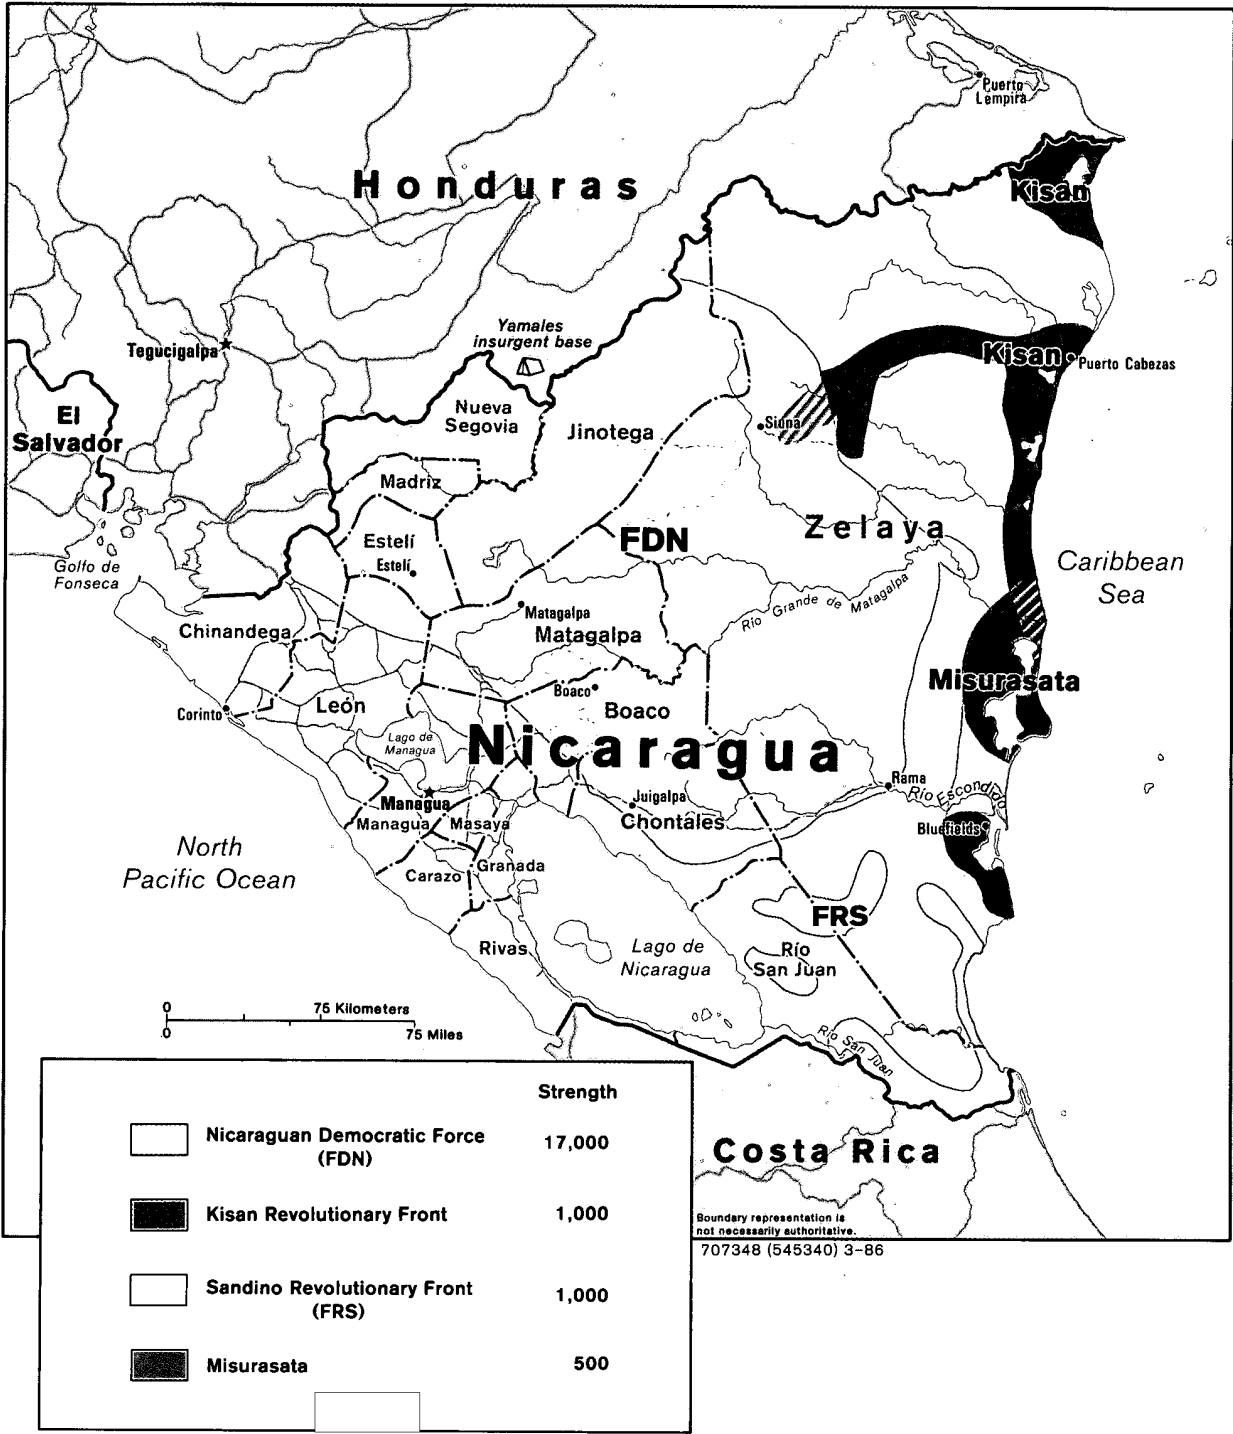 Puerto
Lempira
Honduras
Kisan
Yamales
insurgent base
Tegucigalpa
Kisan
Puerto Cabezas
El
Salvador
Nueva
Segovia
Jinotega
Siuna
Madriz
Zelaya
FDN
Estelí
Estelí
Golfo de
Fonseca
Caribbean
Sea
Río Grande de Matagalpa
Matagalpa
Matagalpa
Chinandega
Misurasata
Boaco
Boaco
León
Corinto
Lago de
Managua
Nicaragua
Rama
Río Escondido
Juigalpa
Managua
Managua
Masaya
Chontales
Bluefields
North
Pacific Ocean
Carazo
Granada
FRS
Rivas
Lago de
Nicaragua
Río
San Juan
0
75 Kilometers
0
75 Miles
Río San Juan
Strength
Nicaraguan Democratic Force
(FDN)
17,000
Kisan Revolutionary Front
1,000
Sandino Revolutionary Front
(FRS)
1,000
Misurasata
500
Costa Rica
Boundary representation is
not necessarily authoritative.
707348 (545340) 3-86